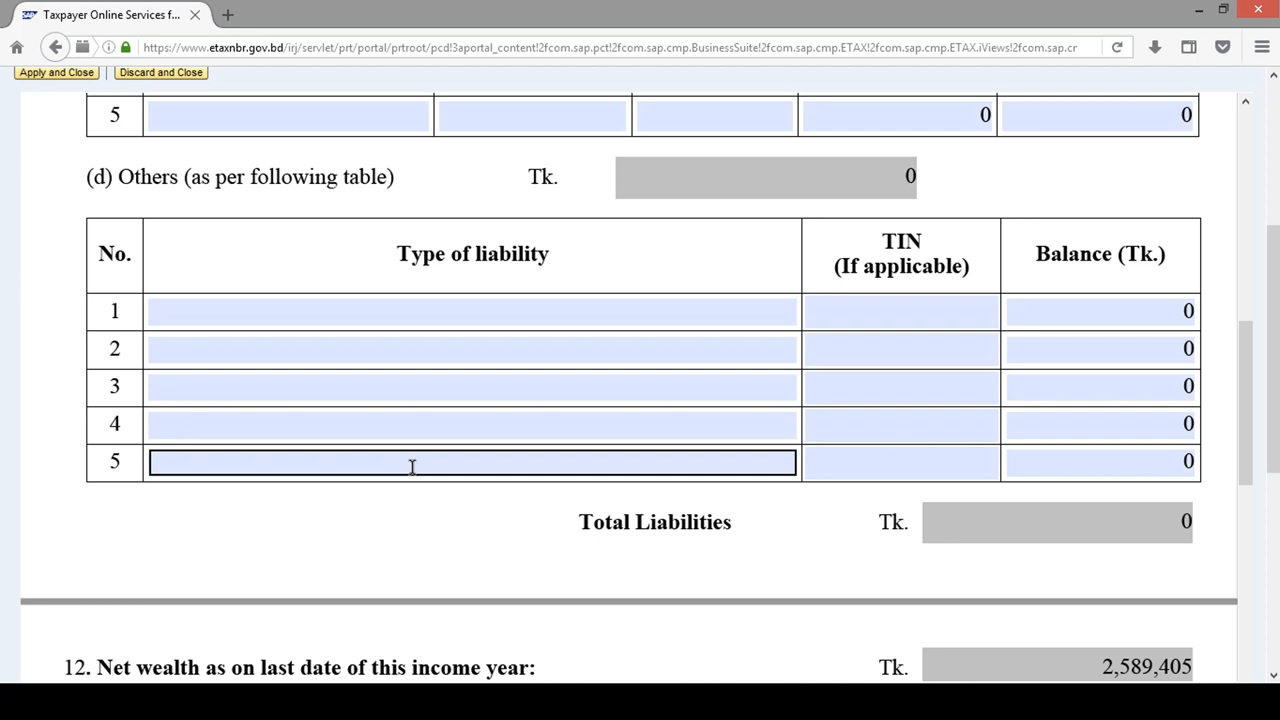 Taxpayer Online Services f...
https://www.etaxnbr.gov.bd/irj/servlet/prt/portal/prtroot/pcd!3aportal_content!2fcom.sap.pct!2fcom.sap.cmp.BusinessSuite!2fcom.sap.cmp.ETAX!2fcom.sap.cmp.ETAX.iViews!2fcom.sap.cr
Apply and Close Discard and Close
5 0 0
(d) Others (as per following table) Tk. 0
No. Type of liability TIN (If applicable) Balance (Tk.)
1 0
2 0
3 0
4 0
5 0
Total Liabilities Tk. 0
12. Net wealth as on last date of this income year: Tk. 2,589,405